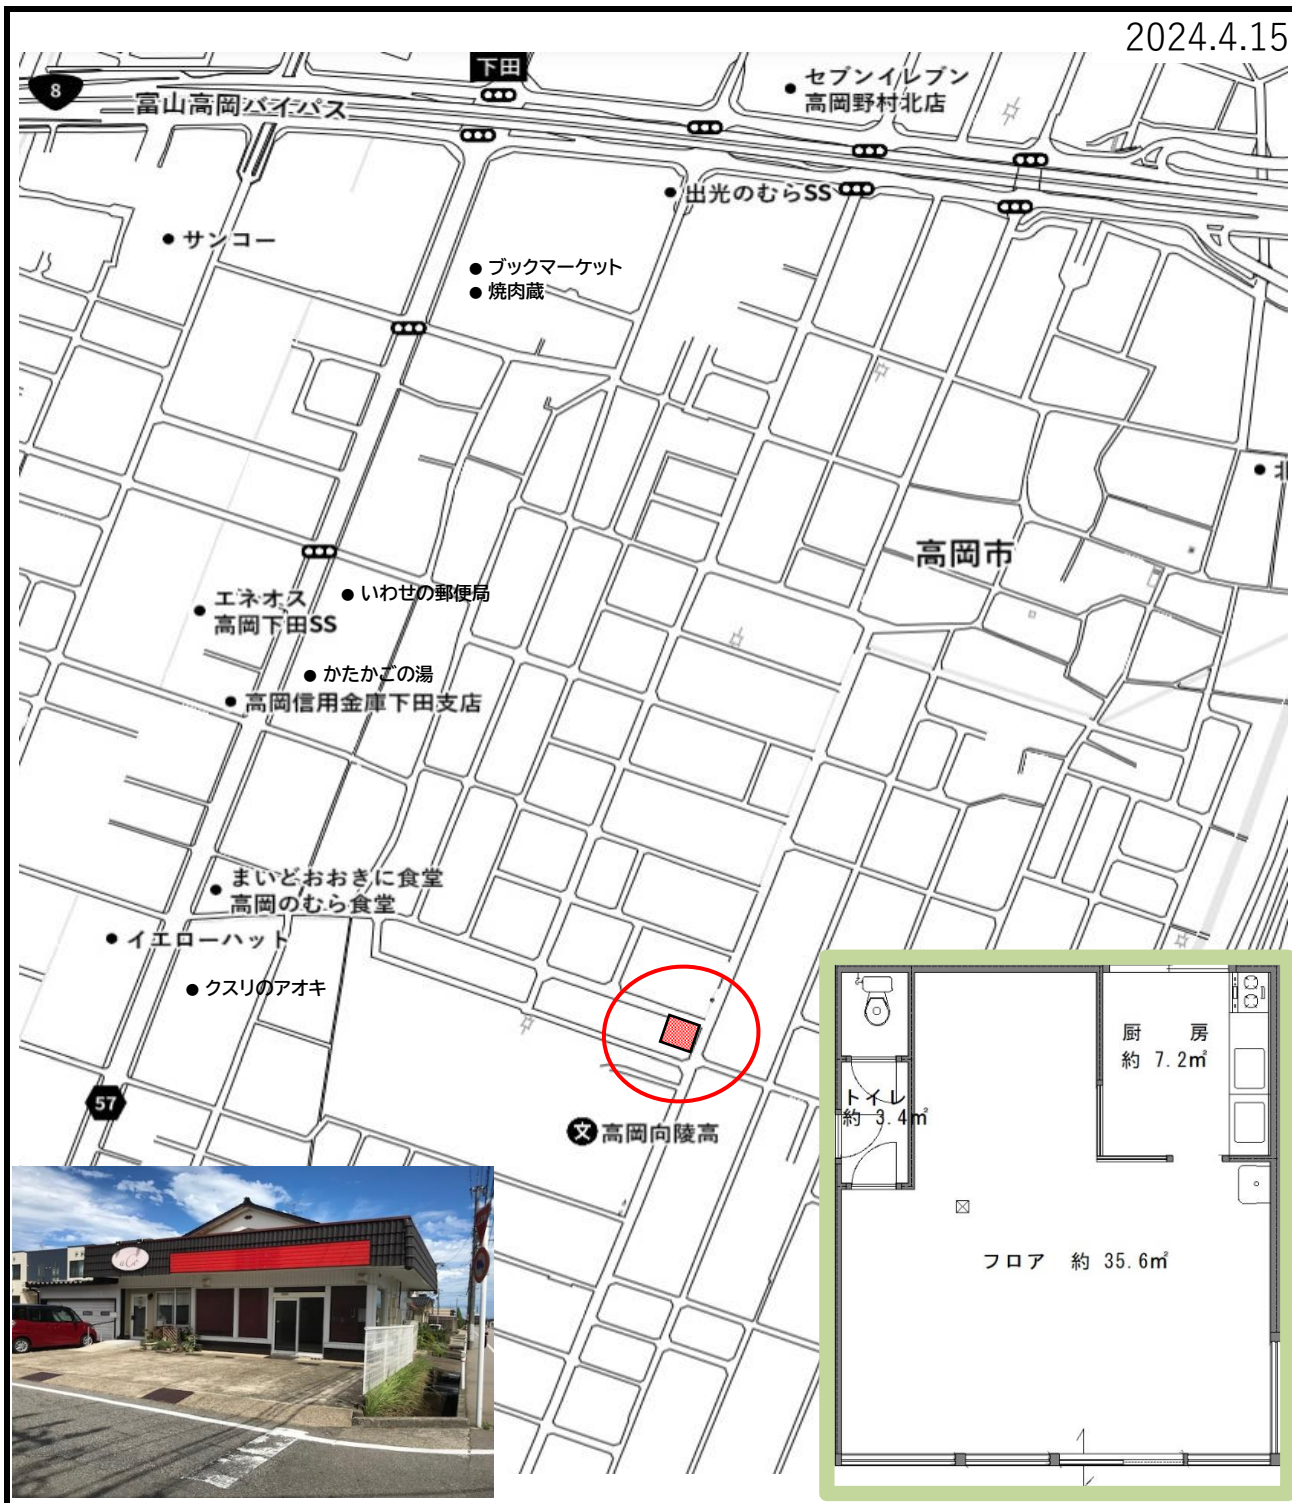 2024.4.15
下田
8
富山高岡バイパス
セブンイレブン
高岡野村北店
出光のむらSS
サンコー
ブックマーケット
焼肉蔵
高岡市
いわせの郵便局
エネオス
高岡下田SS
かたかごの湯
高岡信用金庫下田支店
まいどおおきに食堂
高岡のむら食堂
イエローハット
クスリのアオキ
57
高岡向陵高
文
厨 房
約 7.2㎡
トイレ
約 3.4㎡
フロア 約 35.6㎡